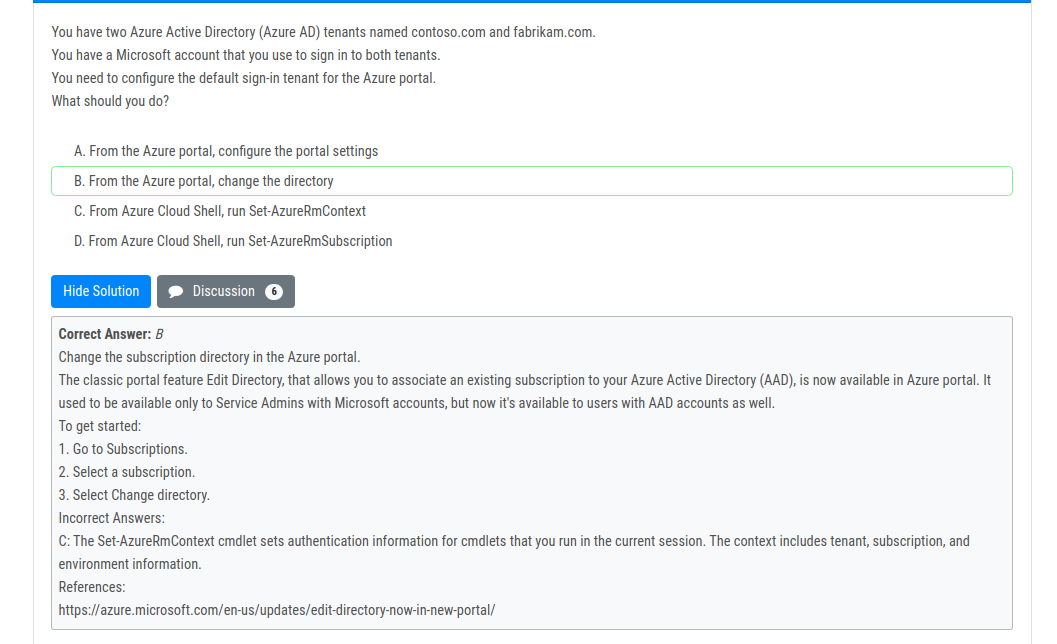 You have two Azure Active Directory (Azure AD) tenants named contoso.com and fabrikam.com.
You have a Microsoft account that you use to sign in to both tenants.
You need to configure the default sign-in tenant for the Azure portal.
What should you do?
A. From the Azure portal, configure the portal settings
B. From the Azure portal, change the directory
C. From Azure Cloud Shell, run Set-AzureRmContext
D. From Azure Cloud Shell, run Set-AzureRmSubscription
Hide Solution Discussion 6
Correct Answer: B
Change the subscription directory in the Azure portal.
The classic portal feature Edit Directory, that allows you to associate an existing subscription to your Azure Active Directory (AAD), is now available in Azure portal. It
used to be available only to Service Admins with Microsoft accounts, but now it's available to users with AAD accounts as well.
To get started:
1. Go to Subscriptions.
2. Select a subscription.
3. Select Change directory.
Incorrect Answers:
C: The Set-AzureRmContext cmdlet sets authentication information for cmdlets that you run in the current session. The context includes tenant, subscription, and
environment information.
References:
https://azure.microsoft.com/en-us/updates/edit-directory-now-in-new-portal/